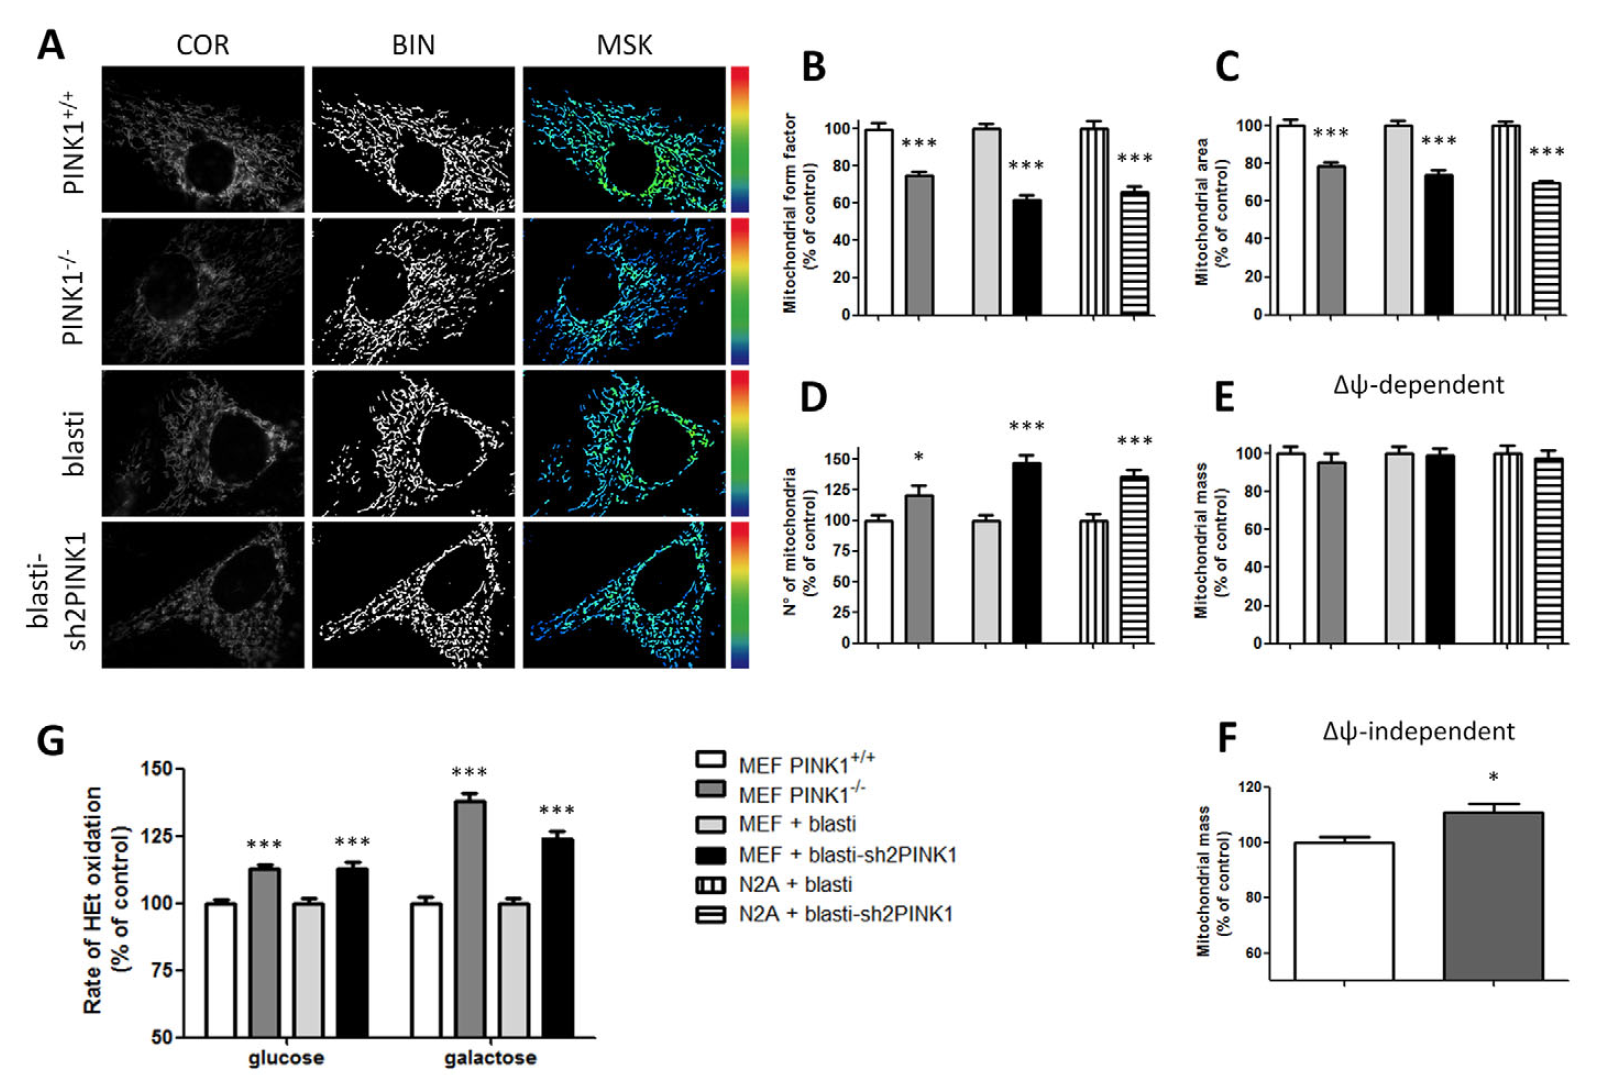 A
COR BIN MSK
PINK1+/+
PINK1-/-
blasti
blasti-
sh2PINK1
B
Mitochondrial form factor
(% of control)
100
80
60
40
20
0
***
***
***
C
Mitochondrial area
(% of control)
100
80
60
40
20
0
***
***
***
D
N° of mitochondria
(% of control)
150
125
100
75
50
25
0
*
***
***
E
Δψ-dependent
Mitochondrial mass
(% of control)
100
80
60
40
20
0
F
Δψ-independent
Mitochondrial mass
(% of control)
120
100
80
60
*
G
Rate of HEt oxidation
(% of control)
150
125
100
75
50
***
***
***
***
glucose galactose
MEF PINK1+/+
MEF PINK1-/-
MEF + blasti
MEF + blasti-sh2PINK1
N2A + blasti
N2A + blasti-sh2PINK1